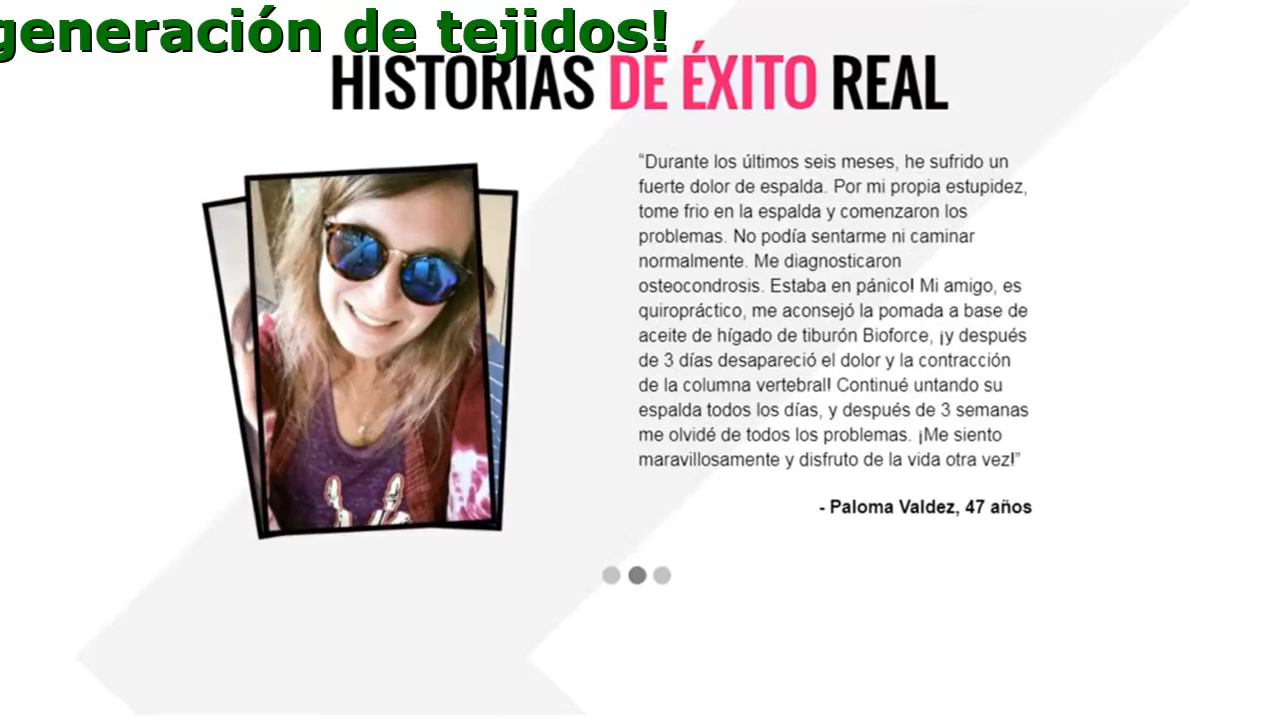 generación de tejidos!
HISTORIAS DE ÉXITO REAL
“Durante los últimos seis meses, he sufrido un
fuerte dolor de espalda. Por mi propia estupidez,
tome frio en la espalda y comenzaron los
problemas. No podía sentarme ni caminar
normalmente. Me diagnosticaron
osteocondrosis. Estaba en pánico! Mi amigo, es
quiropráctico, me aconsejó la pomada a base de
aceite de hígado de tiburón Bioforce, ¡y después
de 3 días desapareció el dolor y la contracción
de la columna vertebral! Continué untando su
espalda todos los días, y después de 3 semanas
me olvidé de todos los problemas. ¡Me siento
maravillosamente y disfruto de la vida otra vez!”
- Paloma Valdez, 47 años